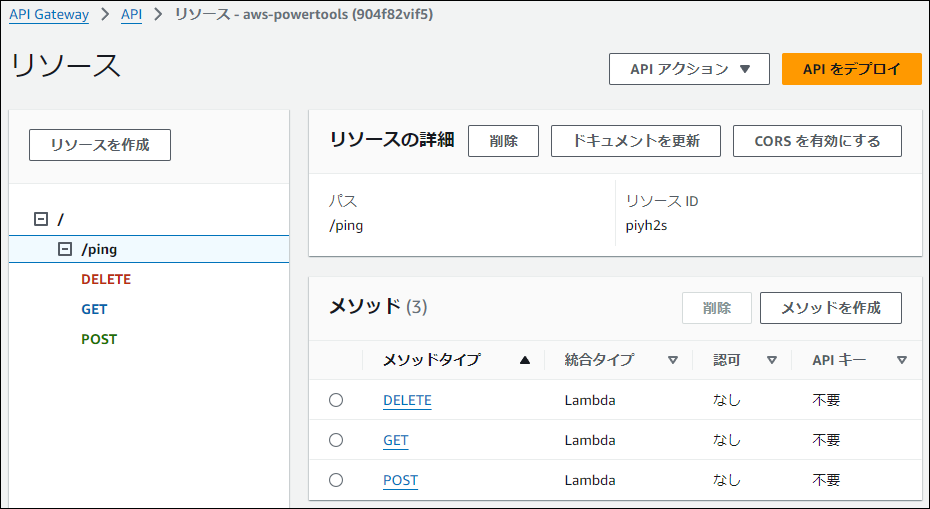 API Gateway > API > リソース - aws-powertools (904f82vif5)
リソース
API アクション ▼ API をデプロイ
リソースを作成
/
/ping
DELETE
GET
POST
リソースの詳細 削除 ドキュメントを更新 CORS を有効にする
パス リソース ID
/ping piyh2s
メソッド (3) 削除 メソッドを作成
メソッドタイプ 統合タイプ 認可 API キー
DELETE Lambda なし 不要
GET Lambda なし 不要
POST Lambda なし 不要